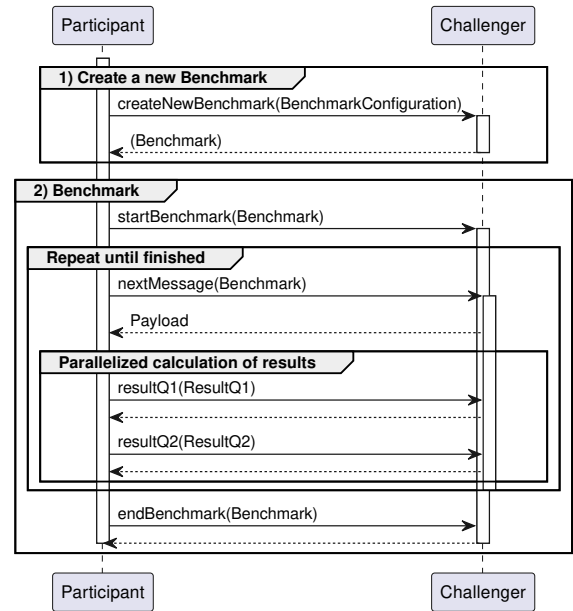 Participant Challenger
1) Create a new Benchmark
createNewBenchmark(BenchmarkConfiguration)
(Benchmark)
2) Benchmark
startBenchmark(Benchmark)
Repeat until finished
nextMessage(Benchmark)
Payload
Parallelized calculation of results
resultQ1(ResultQ1)
resultQ2(ResultQ2)
endBenchmark(Benchmark)
Participant Challenger